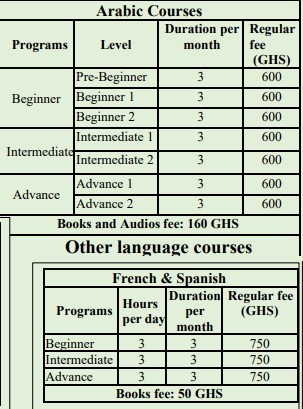 Arabic Courses
Programs Level Duration per month Regular fee (GHS)
Beginner Pre-Beginner 3 600
Beginner 1 3 600
Beginner 2 3 600
Intermediate Intermediate 1 3 600
Intermediate 2 3 600
Advance Advance 1 3 600
Advance 2 3 600
Books and Audios fee: 160 GHS
Other language courses
French & Spanish
Programs Hours per day Duration per month Regular fee (GHS)
Beginner 3 3 750
Intermediate 3 3 750
Advance 3 3 750
Books fee: 50 GHS